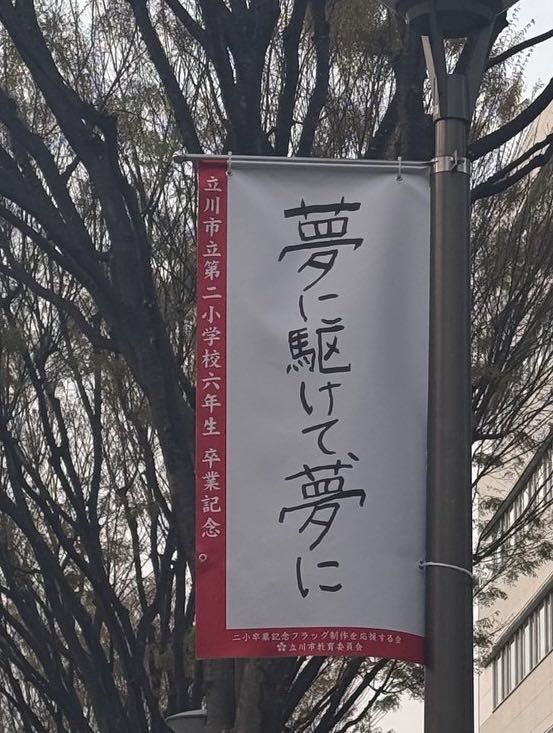 立川市立第二小学校六年生 卒業記念
夢に駆けて、夢に
二小卒業記念フラッグ制作を応援する会
立川市教育委員会